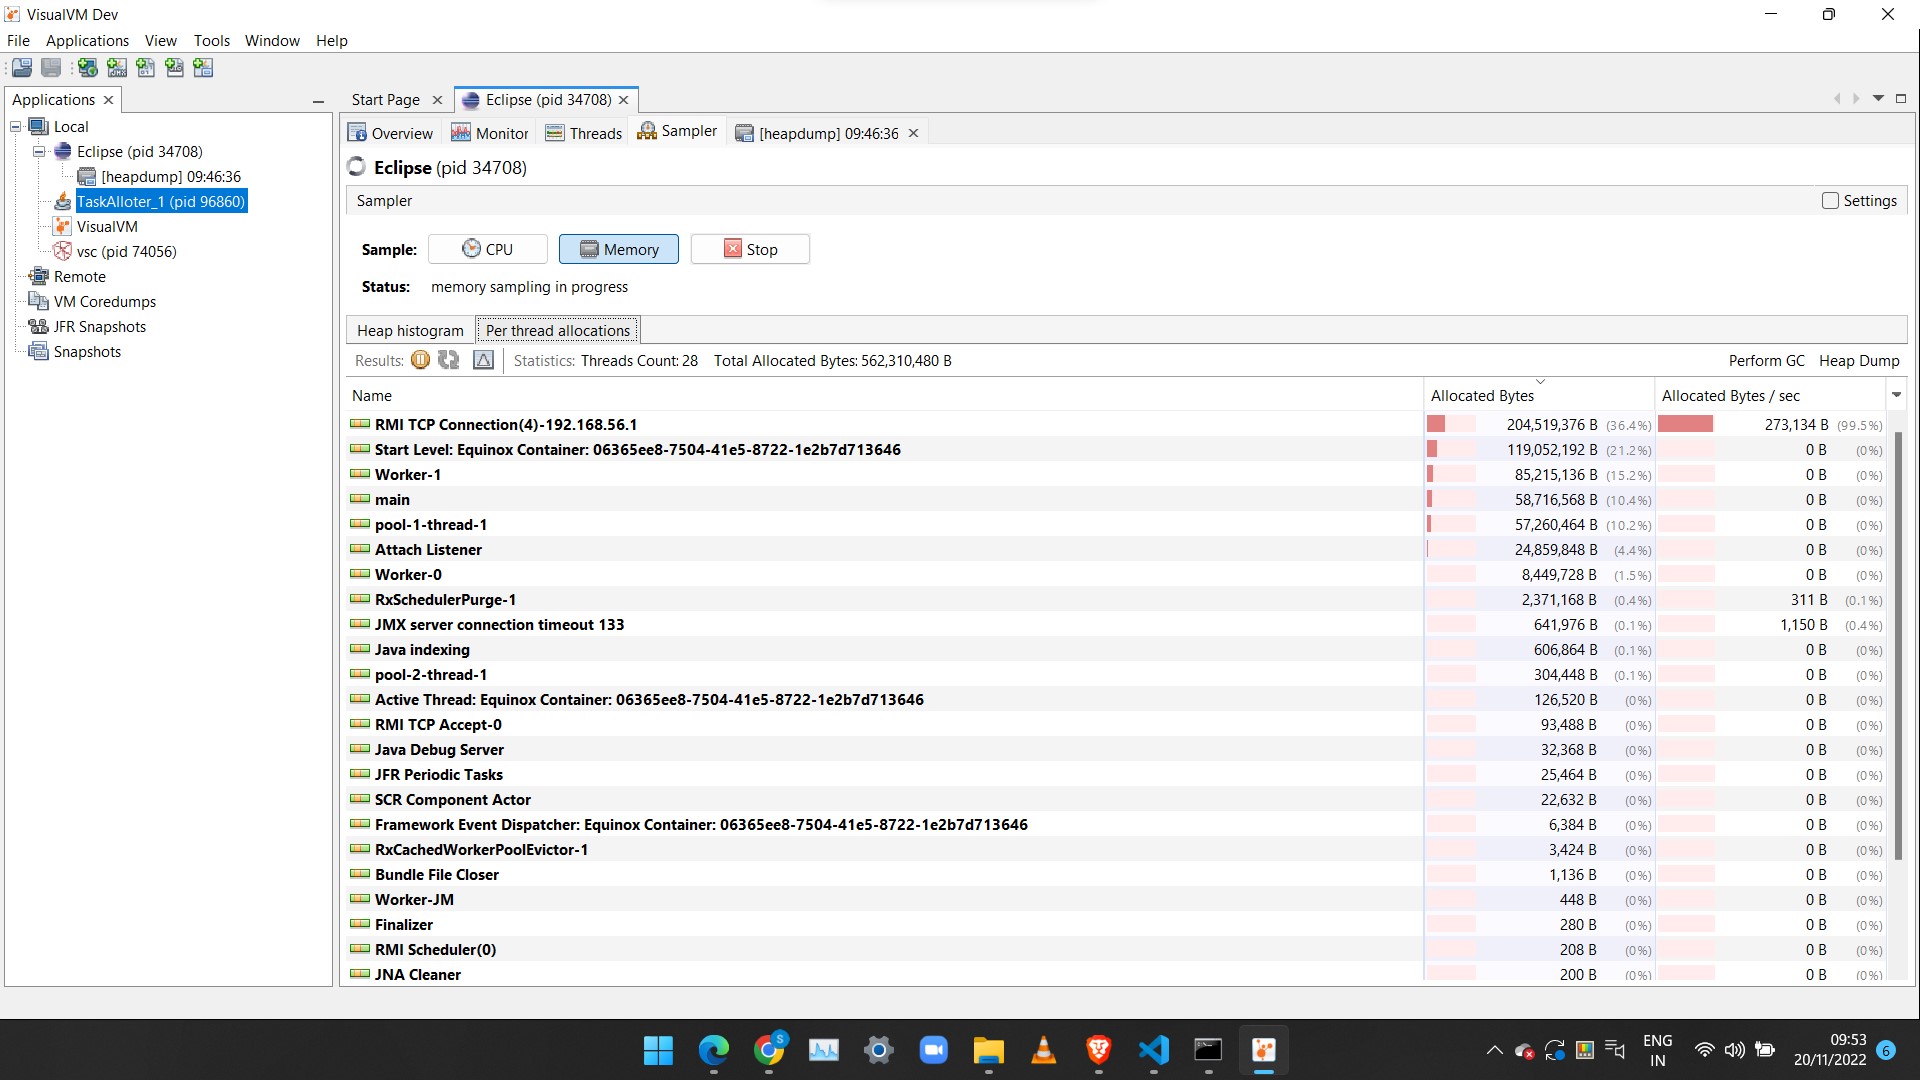 VisualVM Dev
File Applications View Tools Window Help
Applications
Start Page
Eclipse (pid 34708)
Local
Eclipse (pid 34708)
[heapdump] 09:46:36
TaskAlloter_1 (pid 96860)
VisualVM
vsc (pid 74056)
Remote
VM Coredumps
JFR Snapshots
Snapshots
Overview Monitor Threads Sampler [heapdump] 09:46:36
Eclipse (pid 34708)
Sampler Settings
Sample: CPU Memory Stop
Status: memory sampling in progress
Heap histogram Per thread allocations
Results: Statistics: Threads Count: 28 Total Allocated Bytes: 562,310,480 B Perform GC Heap Dump
Name Allocated Bytes Allocated Bytes / sec
RMI TCP Connection(4)-192.168.56.1 204,519,376 B (36.4%) 273,134 B (99.5%)
Start Level: Equinox Container: 06365ee8-7504-41e5-8722-1e2b7d713646 119,052,192 B (21.2%) 0 B (0%)
Worker-1 85,215,136 B (15.2%) 0 B (0%)
main 58,716,568 B (10.4%) 0 B (0%)
pool-1-thread-1 57,260,464 B (10.2%) 0 B (0%)
Attach Listener 24,859,848 B (4.4%) 0 B (0%)
Worker-0 8,449,728 B (1.5%) 0 B (0%)
RxSchedulerPurge-1 2,371,168 B (0.4%) 311 B (0.1%)
JMX server connection timeout 133 641,976 B (0.1%) 1,150 B (0.4%)
Java indexing 606,864 B (0.1%) 0 B (0%)
pool-2-thread-1 304,448 B (0.1%) 0 B (0%)
Active Thread: Equinox Container: 06365ee8-7504-41e5-8722-1e2b7d713646 126,520 B (0%) 0 B (0%)
RMI TCP Accept-0 93,488 B (0%) 0 B (0%)
Java Debug Server 32,368 B (0%) 0 B (0%)
JFR Periodic Tasks 25,464 B (0%) 0 B (0%)
SCR Component Actor 22,632 B (0%) 0 B (0%)
Framework Event Dispatcher: Equinox Container: 06365ee8-7504-41e5-8722-1e2b7d713646 6,384 B (0%) 0 B (0%)
RxCachedWorkerPoolEvictor-1 3,424 B (0%) 0 B (0%)
Bundle File Closer 1,136 B (0%) 0 B (0%)
Worker-JM 448 B (0%) 0 B (0%)
Finalizer 280 B (0%) 0 B (0%)
RMI Scheduler(0) 208 B (0%) 0 B (0%)
JNA Cleaner 200 B (0%) 0 B (0%)
S
ENG
IN
09:53
20/11/2022
6